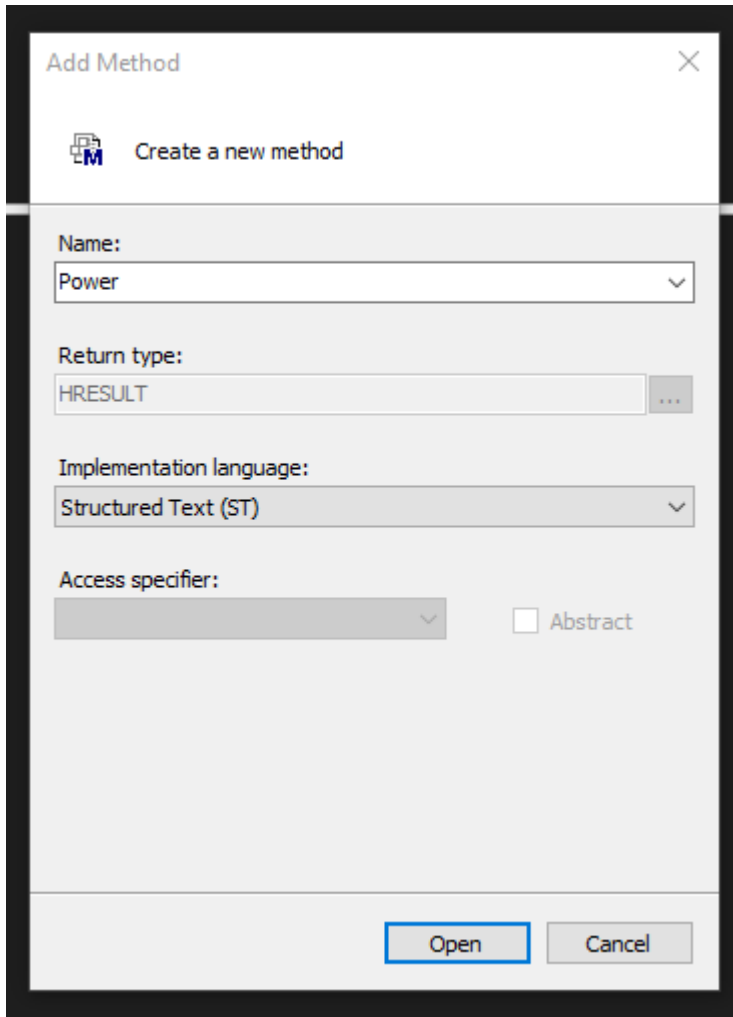 Add Method
Create a new method
Name:
Power
Return type:
HRESULT
...
Implementation language:
Structured Text (ST)
Access specifier:
Abstract
Open
Cancel